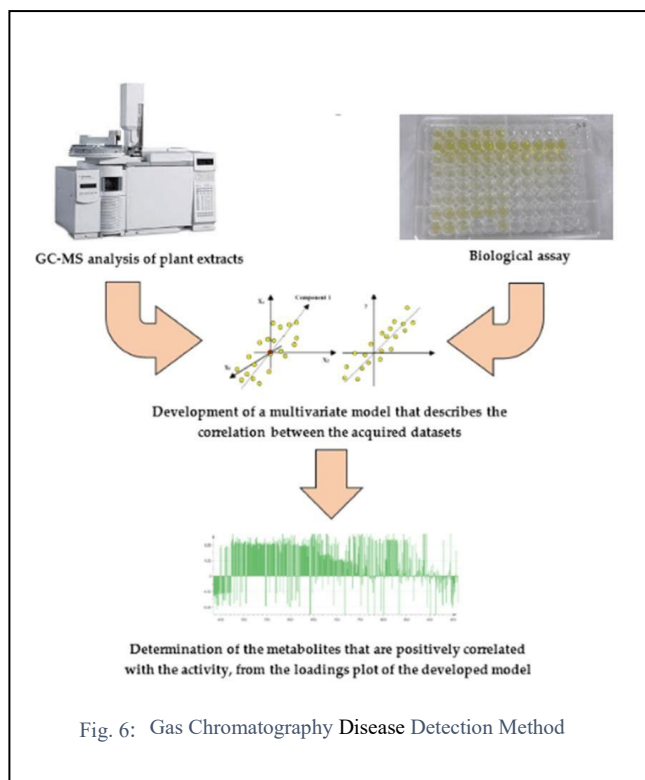 GC-MS analysis of plant extracts
Biological assay
Component 1
Development of a multivariate model that describes the
correlation between the acquired datasets
Determination of the metabolites that are positively correlated
with the activity, from the loadings plot of the developed model
Fig. 6: Gas Chromatography Disease Detection Method